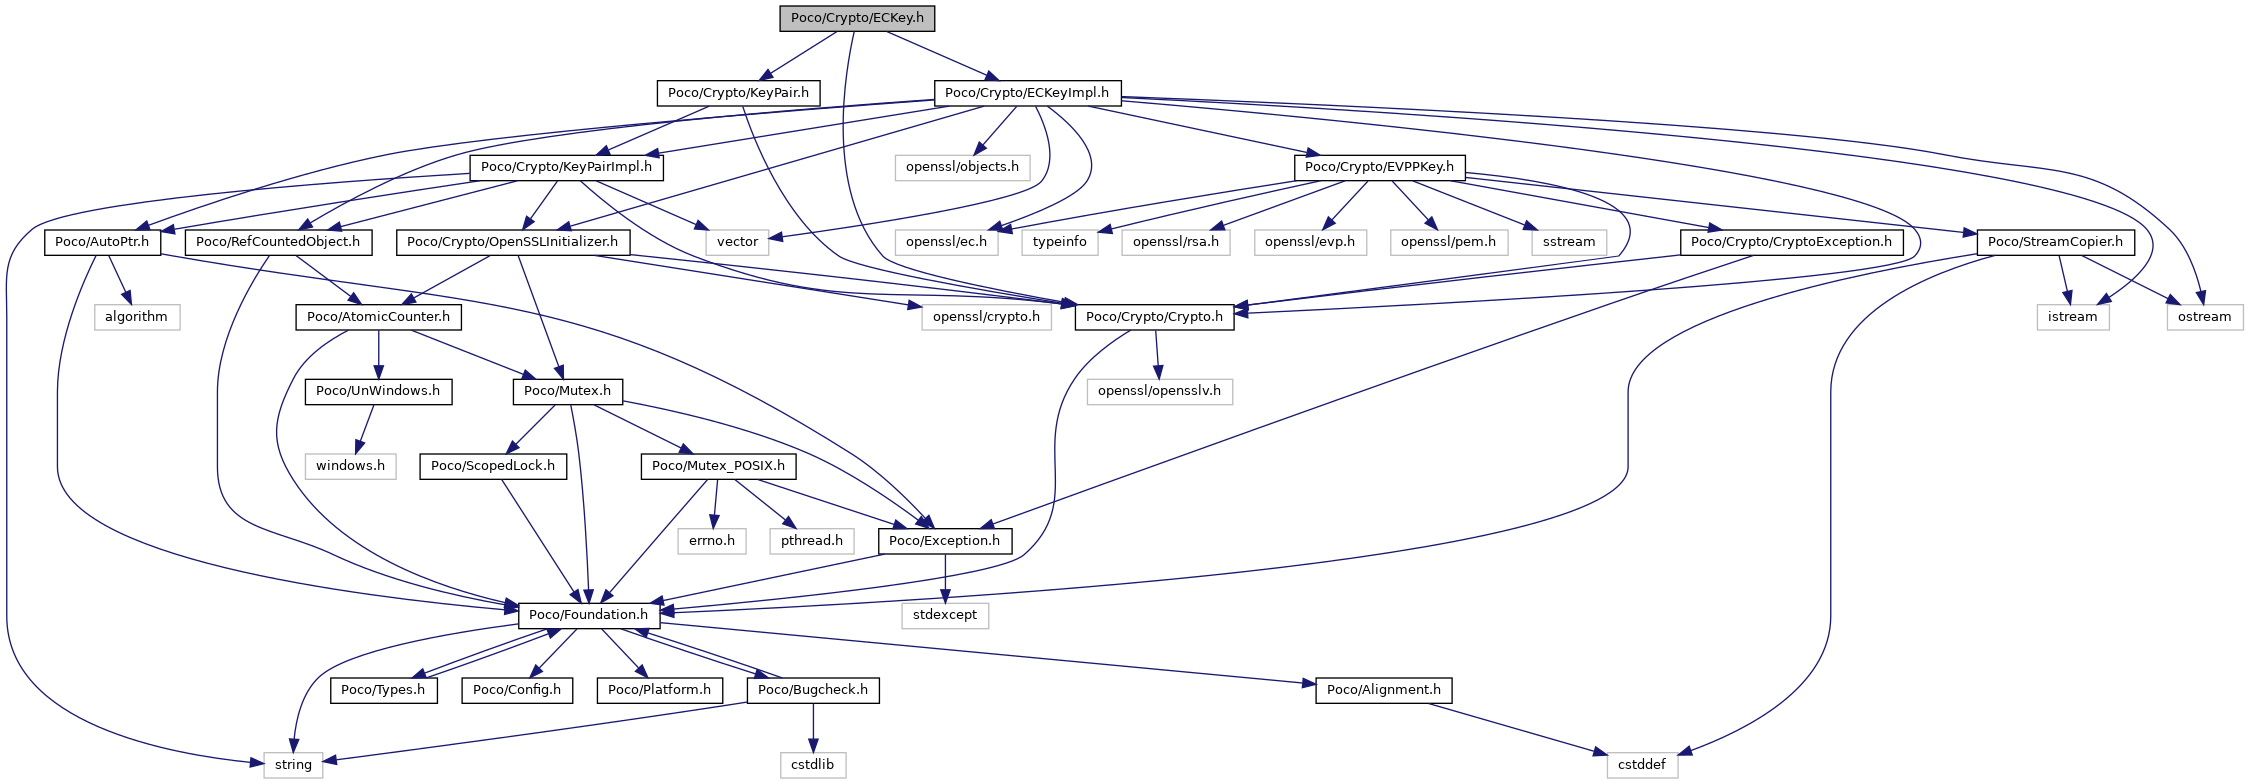 Poco/Crypto/ECKey.h
Poco/Crypto/KeyPair.h
Poco/Crypto/ECKeyImpl.h
Poco/Crypto/KeyPairImpl.h
openssl/objects.h
Poco/Crypto/EVPPKey.h
Poco/AutoPtr.h
Poco/RefCountedObject.h
Poco/Crypto/OpenSSLInitializer.h
vector
openssl/ec.h
typeinfo
openssl/rsa.h
openssl/evp.h
openssl/pem.h
sstream
Poco/Crypto/CryptoException.h
Poco/StreamCopier.h
algorithm
Poco/AtomicCounter.h
openssl/crypto.h
Poco/Crypto/Crypto.h
istream
ostream
Poco/UnWindows.h
Poco/Mutex.h
openssl/opensslv.h
windows.h
Poco/ScopedLock.h
Poco/Mutex_POSIX.h
errno.h
pthread.h
Poco/Exception.h
Poco/Foundation.h
stdexcept
Poco/Types.h
Poco/Config.h
Poco/Platform.h
Poco/Bugcheck.h
Poco/Alignment.h
string
cstdlib
cstddef